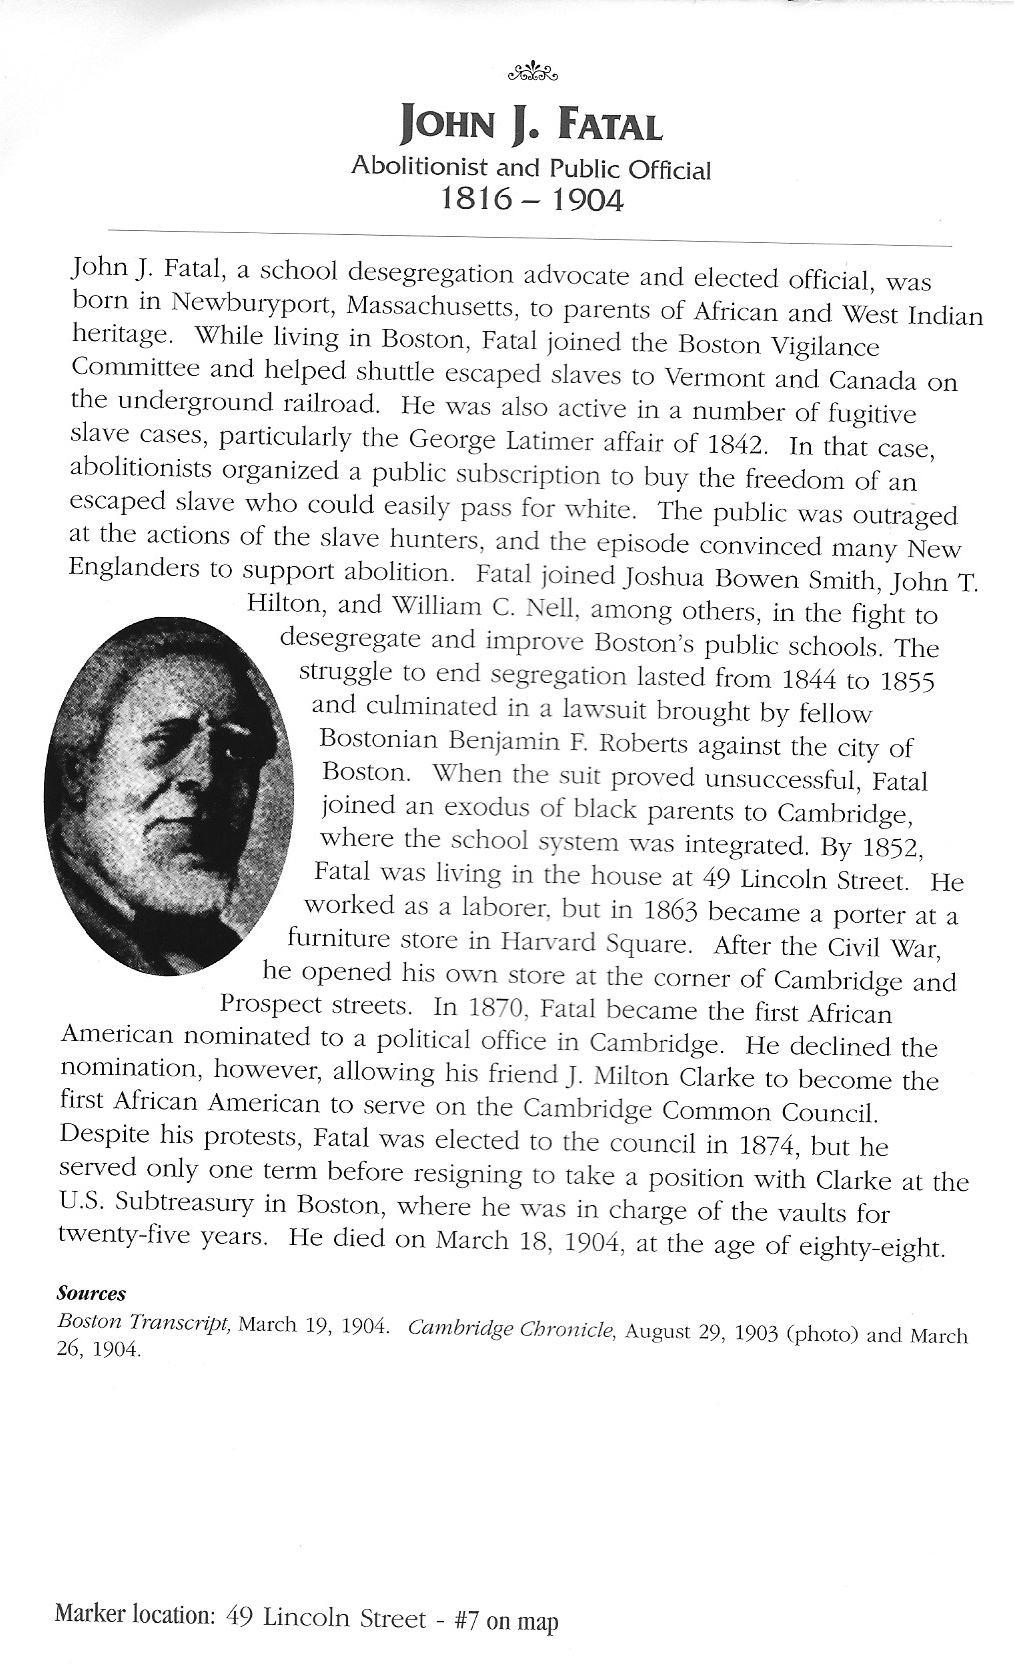 JOHN J. FATAL
Abolitionist and Public Official
1816 – 1904
John J. Fatal, a school desegregation advocate and elected official, was
born in Newburyport, Massachusetts, to parents of African and West Indian
heritage. While living in Boston, Fatal joined the Boston Vigilance
Committee and helped shuttle escaped slaves to Vermont and Canada on
the underground railroad. He was also active in a number of fugitive
slave cases, particularly the George Latimer affair of 1842. In that case,
abolitionists organized a public subscription to buy the freedom of an
escaped slave who could easily pass for white. The public was outraged
at the actions of the slave hunters, and the episode convinced many New
Englanders to support abolition. Fatal joined Joshua Bowen Smith, John T.
Hilton, and William C. Nell, among others, in the fight to
desegregate and improve Boston's public schools. The
struggle to end segregation lasted from 1844 to 1855
and culminated in a lawsuit brought by fellow
Bostonian Benjamin F. Roberts against the city of
Boston. When the suit proved unsuccessful, Fatal
joined an exodus of black parents to Cambridge,
where the school system was integrated. By 1852,
Fatal was living in the house at 49 Lincoln Street. He
worked as a laborer, but in 1863 became a porter at a
furniture store in Harvard Square. After the Civil War,
he opened his own store at the corner of Cambridge and
Prospect streets. In 1870, Fatal became the first African
American nominated to a political office in Cambridge. He declined the
nomination, however, allowing his friend J. Milton Clarke to become the
first African American to serve on the Cambridge Common Council.
Despite his protests, Fatal was elected to the council in 1874, but he
served only one term before resigning to take a position with Clarke at the
U.S. Subtreasury in Boston, where he was in charge of the vaults for
twenty-five years. He died on March 18, 1904, at the age of eighty-eight.
Sources
Boston Transcript, March 19, 1904. Cambridge Chronicle, August 29, 1903 (photo) and March
26, 1904.
Marker location: 49 Lincoln Street - #7 on map